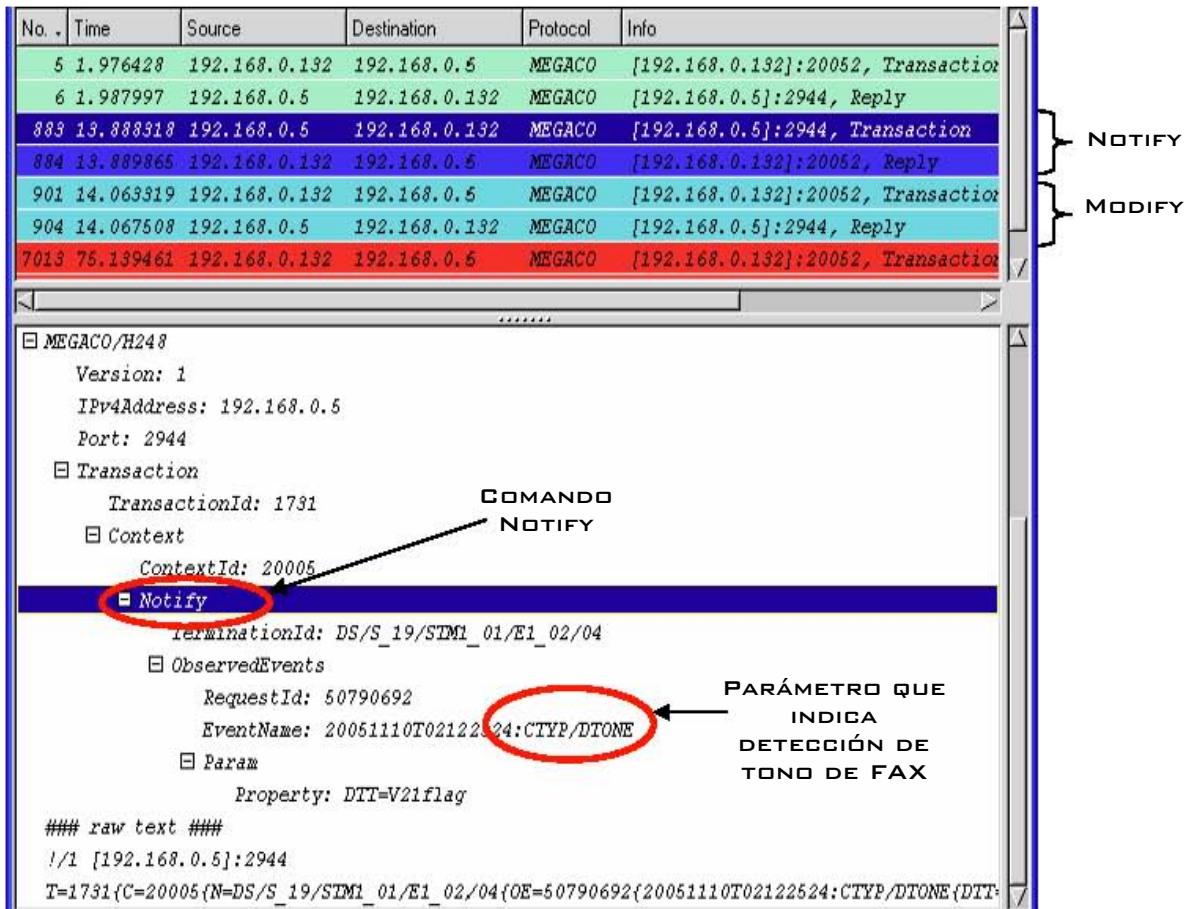 No. . Time Source Destination Protocol Info
5 1.976428 192.168.0.132 192.168.0.5 MEGACO [192.168.0.132]:20052, Transaction
6 1.987997 192.168.0.5 192.168.0.132 MEGACO [192.168.0.5]:2944, Reply
883 13.888318 192.168.0.5 192.168.0.132 MEGACO [192.168.0.5]:2944, Transaction
884 13.889865 192.168.0.132 192.168.0.5 MEGACO [192.168.0.132]:20052, Reply
NOTIFY
901 14.063319 192.168.0.132 192.168.0.5 MEGACO [192.168.0.132]:20052, Transaction
904 14.067508 192.168.0.5 192.168.0.132 MEGACO [192.168.0.5]:2944, Reply
MODIFY
7013 75.139461 192.168.0.132 192.168.0.5 MEGACO [192.168.0.132]:20052, Transaction
MEGACO/H248
Version: 1
IPv4Address: 192.168.0.5
Port: 2944
Transaction
TransactionId: 1731
COMANDO
NOTIFY
Context
ContextId: 20005
Notify
TerminationId: DS/S_19/STM1_01/E1_02/04
ObservedEvents
RequestId: 50790692
EventName: 20051110T02122524:CTYP/DTONE
PARÁMETRO QUE
INDICA
DETECCIÓN DE
TONO DE FAX
Param
Property: DTT=V21flag
### raw text ###
!/1 [192.168.0.5]:2944
T=1731{C=20005{N=DS/S_19/STM1_01/E1_02/04{OE=50790692{20051110T02122524:CTYP/DTONE{DTT=